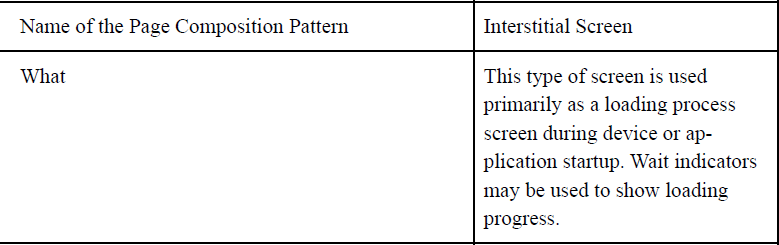 Name of the Page Composition Pattern
Interstitial Screen
What
This type of screen is used
primarily as a loading process
screen during device or ap-
plication startup. Wait indicators
may be used to show loading
progress.